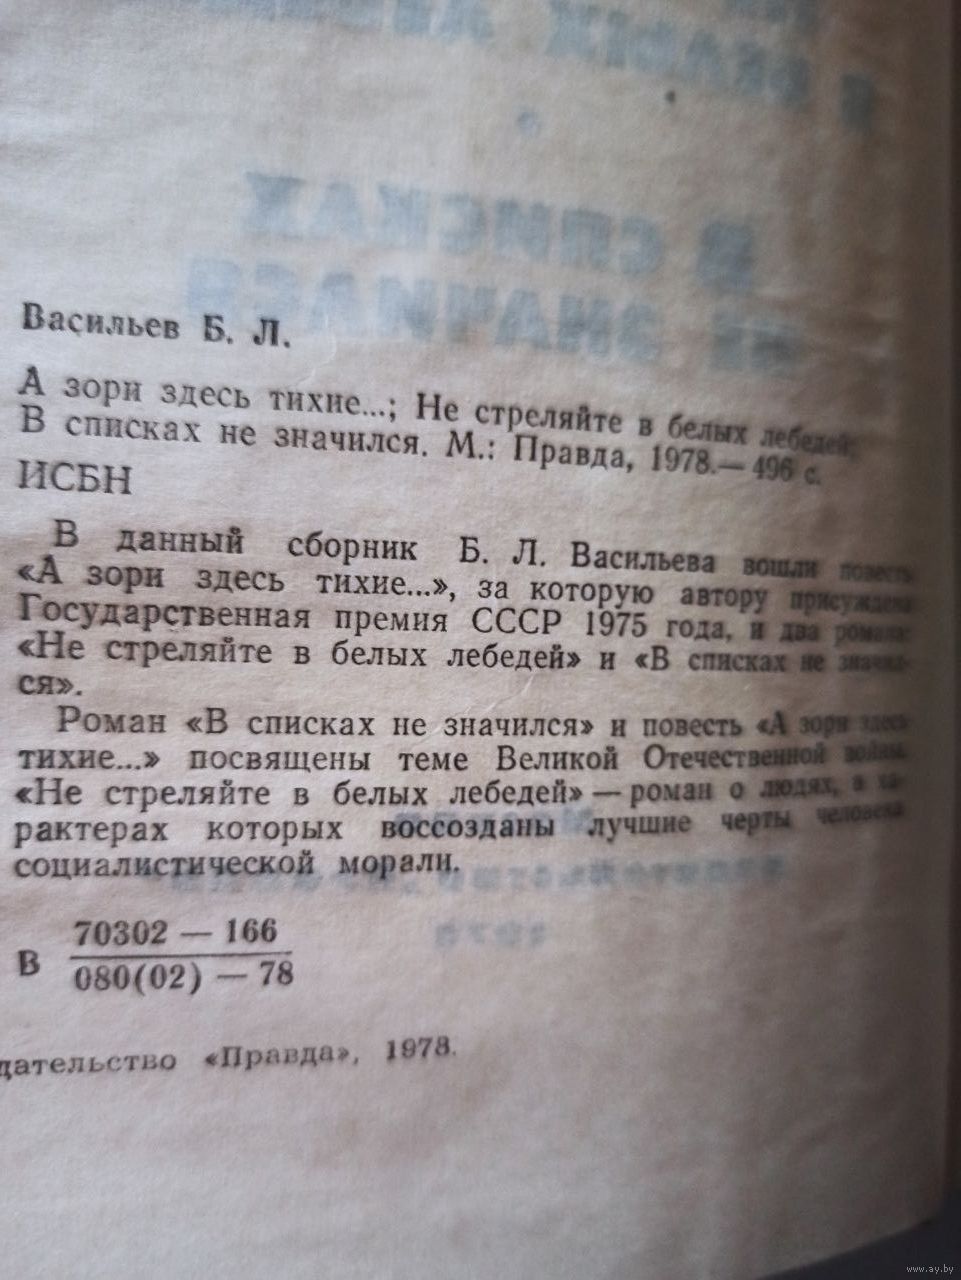 Васильев Б. Л.
А зори здесь тихие...; Не стреляйте в белых лебедей;
В списках не значился. М.: Правда, 1978.— 496 с.
ИСБН
В данный сборник Б. Л. Васильева вошли повесть
«А зори здесь тихие...», за которую автору присуждена
Государственная премия СССР 1975 года, и два романа:
«Не стреляйте в белых лебедей» и «В списках не значил-
ся».
Роман «В списках не значился» и повесть «А зори здесь
тихие...» посвящены теме Великой Отечественной войны.
«Не стреляйте в белых лебедей» — роман о людях, в ха-
рактерах которых воссозданы лучшие черты человека
социалистической морали.
70302 — 166
В
080(02) — 78
дательство «Правда», 1978.
www.ay.by